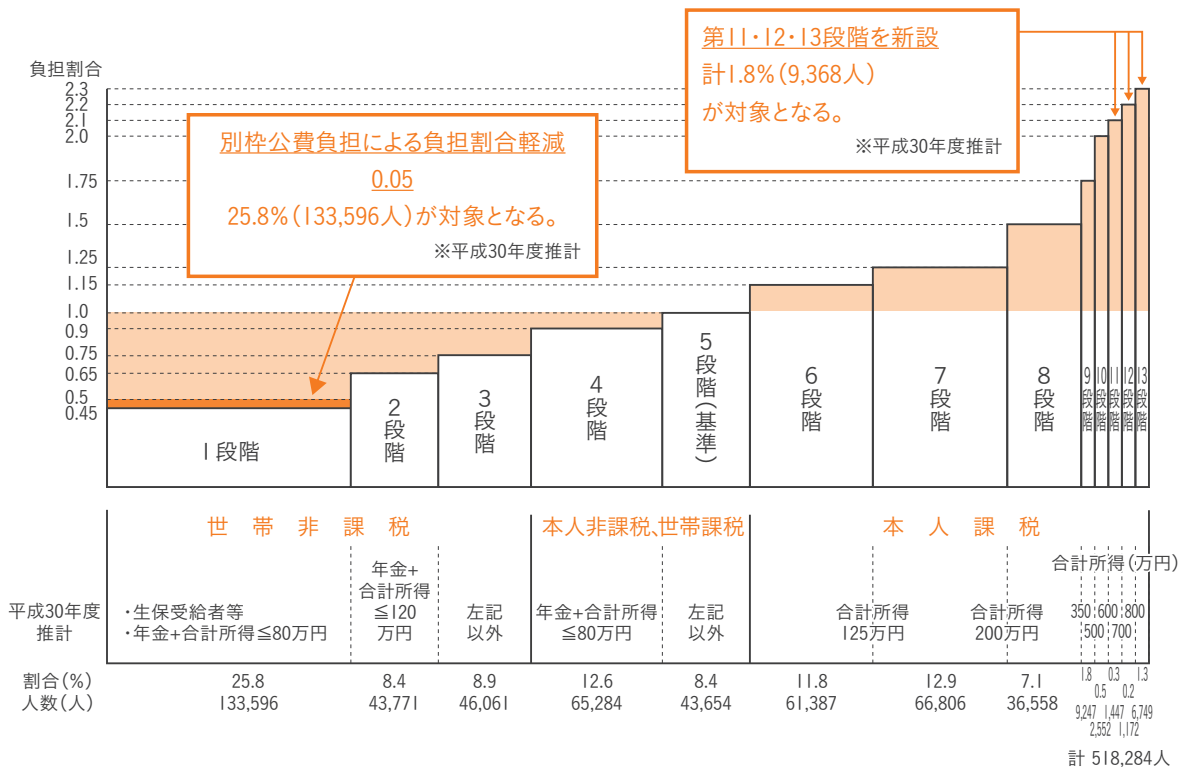 第11・12・13段階を新設
計1.8%(9,368人)
が対象となる。
※平成30年度推計
負担割合
2.3
2.2
2.1
2.0
1.75
1.5
1.25
1.15
1.0
0.9
0.75
0.65
0.5
0.45
別枠公費負担による負担割合軽減
0.05
25.8%(133,596人)が対象となる。
※平成30年度推計
1段階
2段階
3段階
4段階
5段階(基準)
6段階
7段階
8段階
9段階
10段階
11段階
12段階
13段階
世帯非課税
本人非課税、世帯課税
本人課税
平成30年度
推計
・生保受給者等
・年金+合計所得≦80万円
年金+
合計所得
≦120
万円
左記
以外
年金+合計所得
≦80万円
左記
以外
合計所得
125万円
合計所得
200万円
合計所得(万円)
350 600 800
500 700
割合(%) 25.8 8.4 8.9 12.6 8.4 11.8 12.9 7.1 1.8 0.5 0.3 0.2 1.3
人数(人) 133,596 43,771 46,061 65,284 43,654 61,387 66,806 36,558 9,247 2,552 1,447 1,172 6,749
計 518,284人